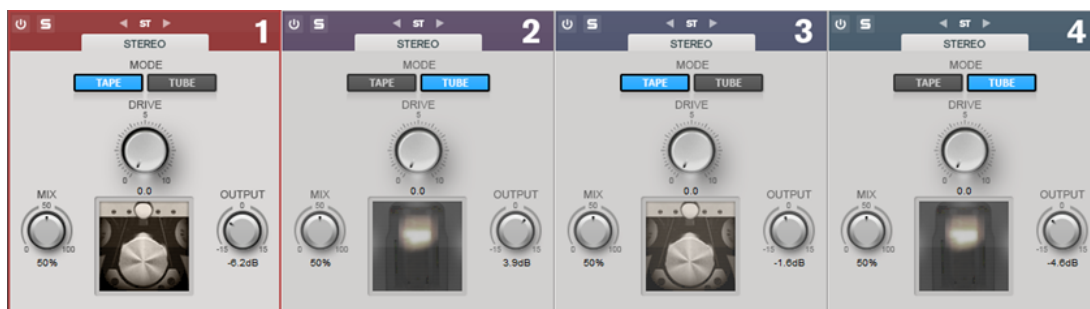 S ST 1
STEREO
MODE
TAPE TUBE
DRIVE
5
0 10
0.0
MIX
50
0 100
50%
OUTPUT
0
-15 15
-6.2dB
S ST 2
STEREO
MODE
TAPE TUBE
DRIVE
5
0 10
0.0
MIX
50
0 100
50%
OUTPUT
0
-15 15
3.9dB
S ST 3
STEREO
MODE
TAPE TUBE
DRIVE
5
0 10
0.0
MIX
50
0 100
50%
OUTPUT
0
-15 15
-1.6dB
S ST 4
STEREO
MODE
TAPE TUBE
DRIVE
5
0 10
0.0
MIX
50
0 100
50%
OUTPUT
0
-15 15
-4.6dB